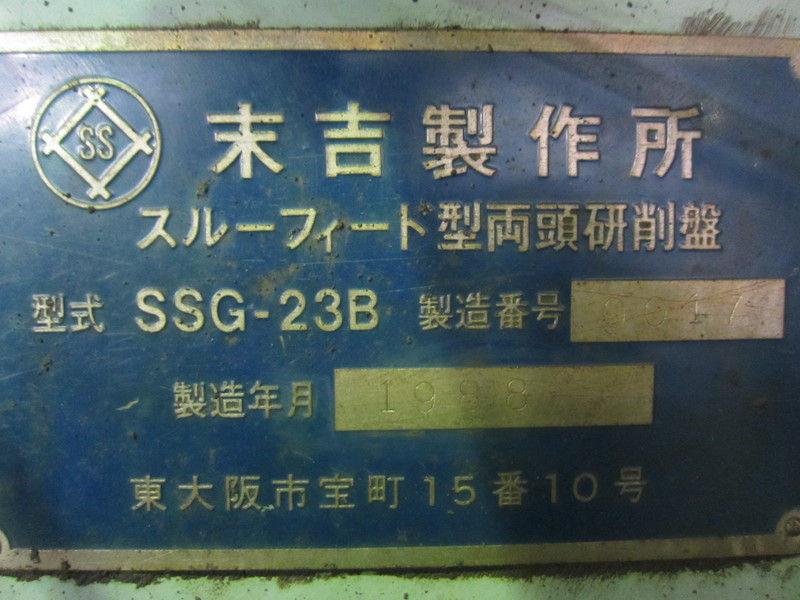 SS 末吉製作所
スルーフィード型両頭研削盤
型式 SSG-23B 製造番号 0017
製造年月 1998
東大阪市宝町15番10号